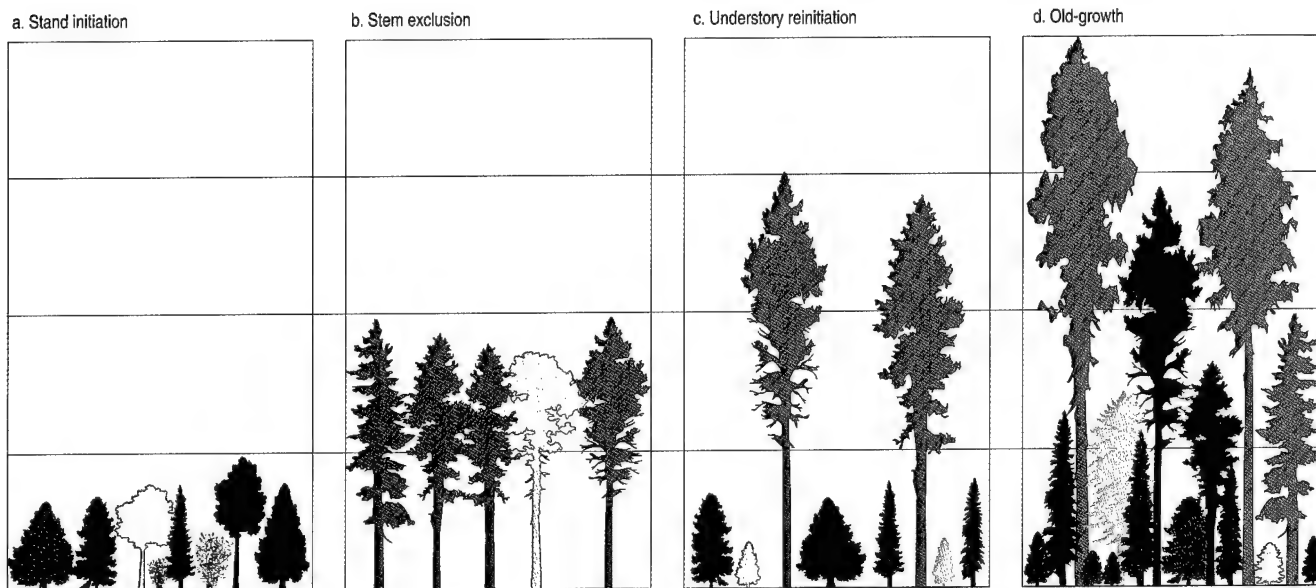 a. Stand initiation
b. Stem exclusion
c. Understory reinitiation
d. Old-growth